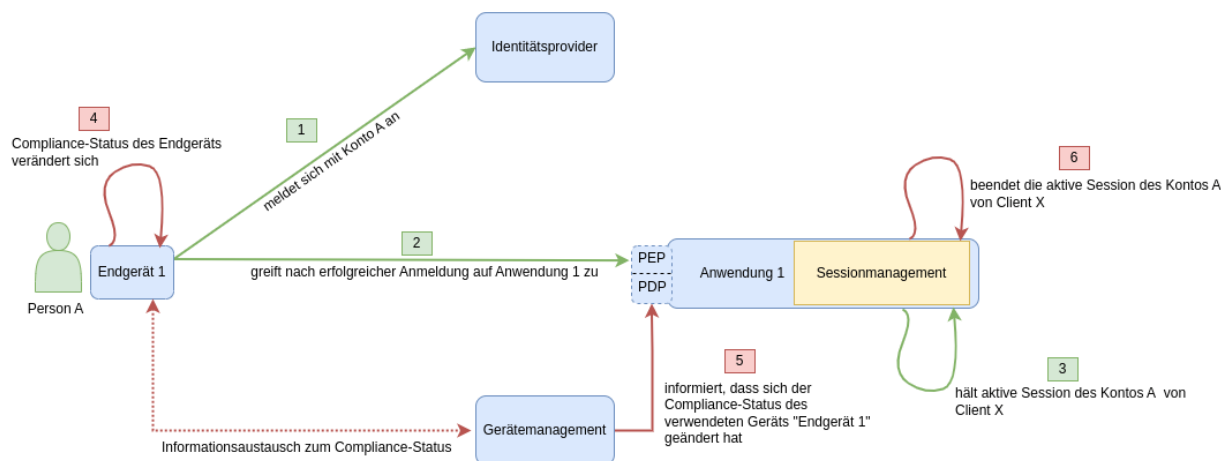 Identitätsprovider
4
Compliance-Status des Endgeräts
verändert sich
1
meldet sich mit Konto A an
6
beendet die aktive Session des Kontos A
von Client X
2
greift nach erfolgreicher Anmeldung auf Anwendung 1 zu
Person A
Endgerät 1
PEP
PDP
Anwendung 1
Sessionmanagement
5
informiert, dass sich der
Compliance-Status des
verwendeten Geräts "Endgerät 1"
geändert hat
3
hält aktive Session des Kontos A von
Client X
Gerätemanagement
Informationsaustausch zum Compliance-Status